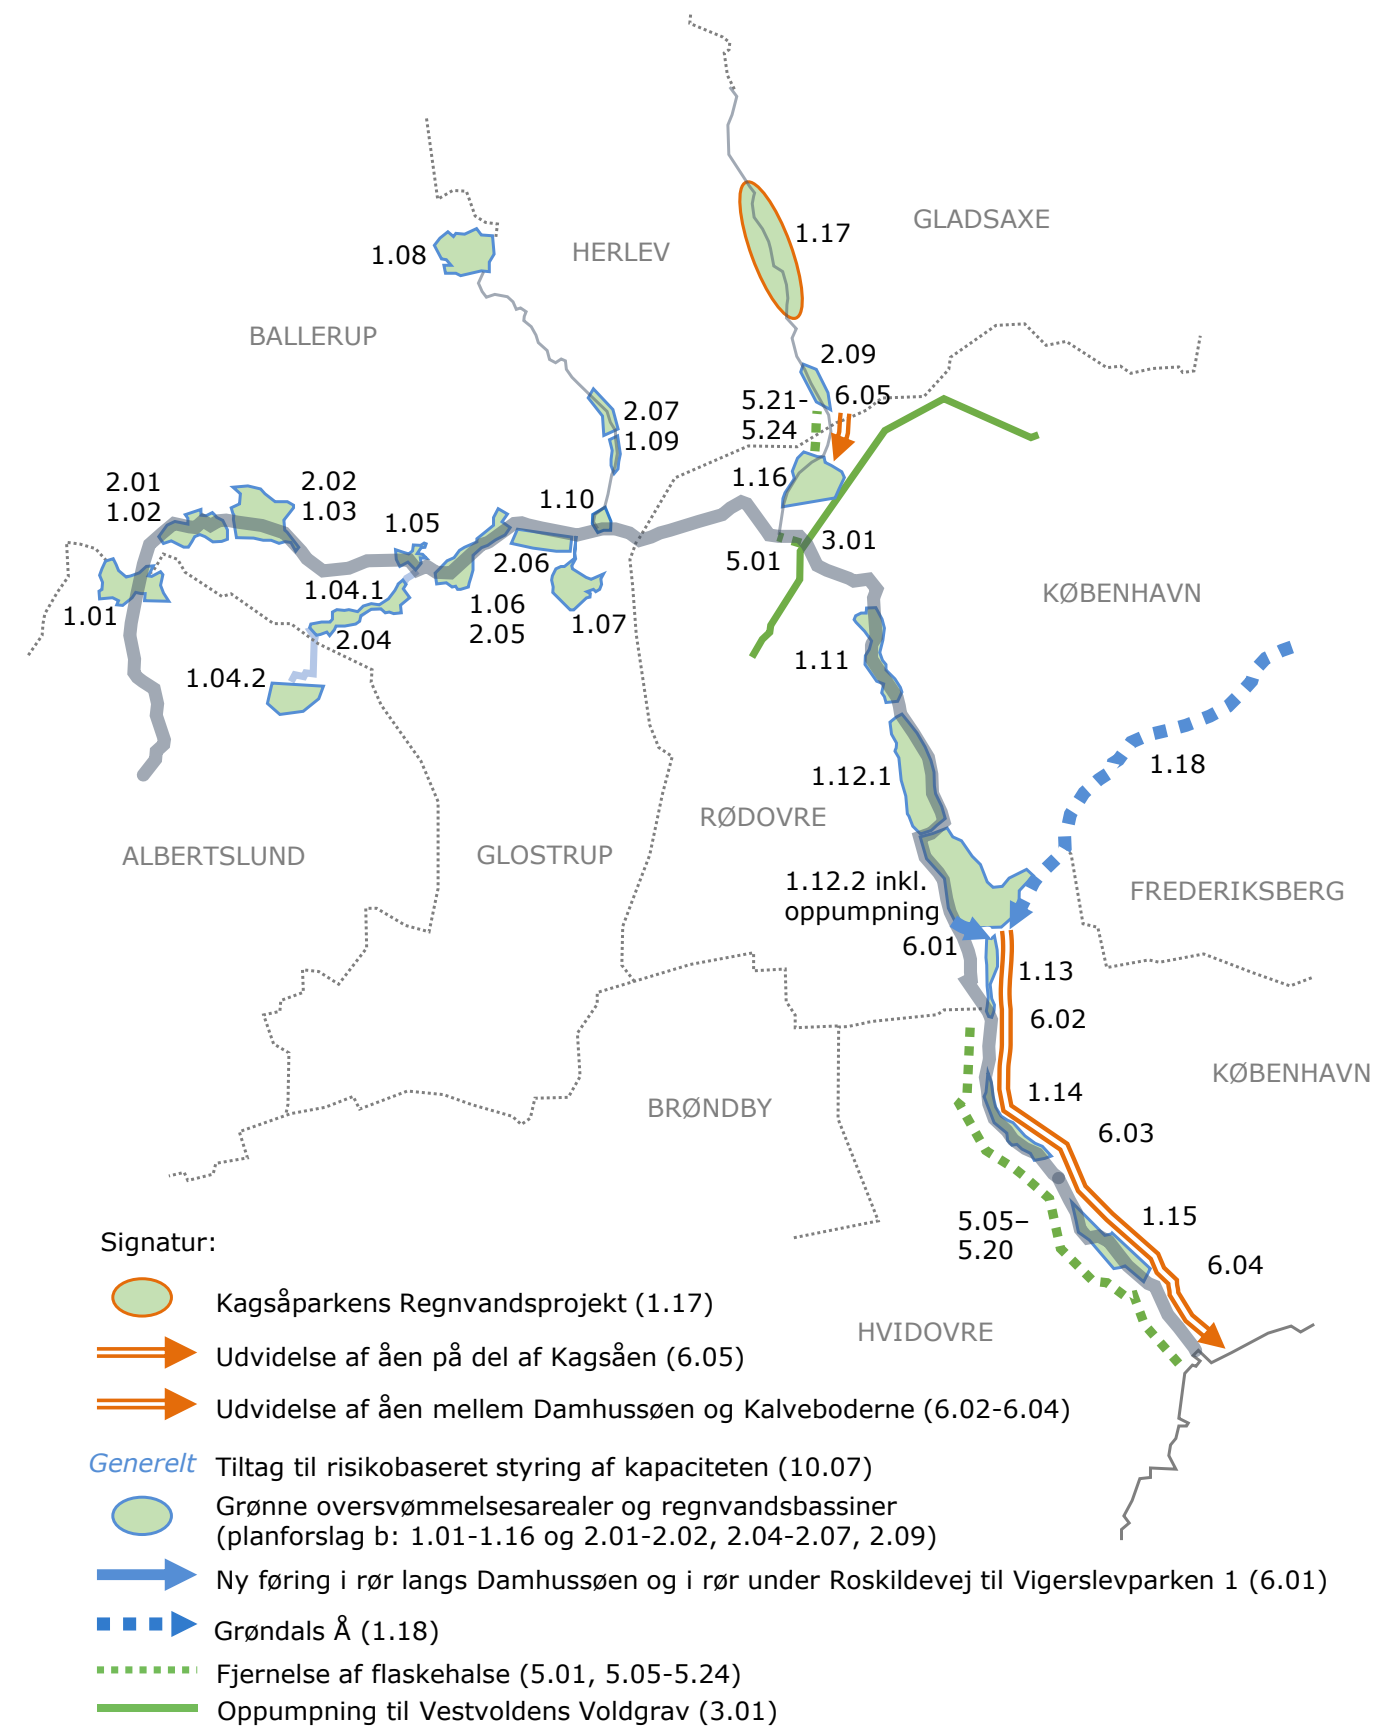 GLADSAXE
1.17
HERLEV
1.08
BALLERUP
2.09
5.21-
5.24
6.05
2.07
1.09
1.16
2.01
1.02
2.02
1.03
1.10
1.05
3.01
5.01
2.06
1.04.1
1.06
2.05
1.07
KØBENHAVN
1.01
2.04
1.11
1.04.2
1.18
1.12.1
RØDOVRE
ALBERTSLUND
GLOSTRUP
1.12.2 inkl.
oppumpning
FREDERIKSBERG
6.01
1.13
6.02
KØBENHAVN
1.14
BRØNDBY
6.03
1.15
5.05–
5.20
6.04
HVIDOVRE
Signatur:
Kagsåparkens Regnvandsprojekt (1.17)
Udvidelse af åen på del af Kagsåen (6.05)
Udvidelse af åen mellem Damhussøen og Kalveboderne (6.02-6.04)
Generelt Tiltag til risikobaseret styring af kapaciteten (10.07)
Grønne oversvømmelsesarealer og regnvandsbassiner
(planforslag b: 1.01-1.16 og 2.01-2.02, 2.04-2.07, 2.09)
Ny føring i rør langs Damhussøen og i rør under Roskildevej til Vigerslevparken 1 (6.01)
Grøndals Å (1.18)
Fjernelse af flaskehalse (5.01, 5.05-5.24)
Oppumpning til Vestvoldens Voldgrav (3.01)